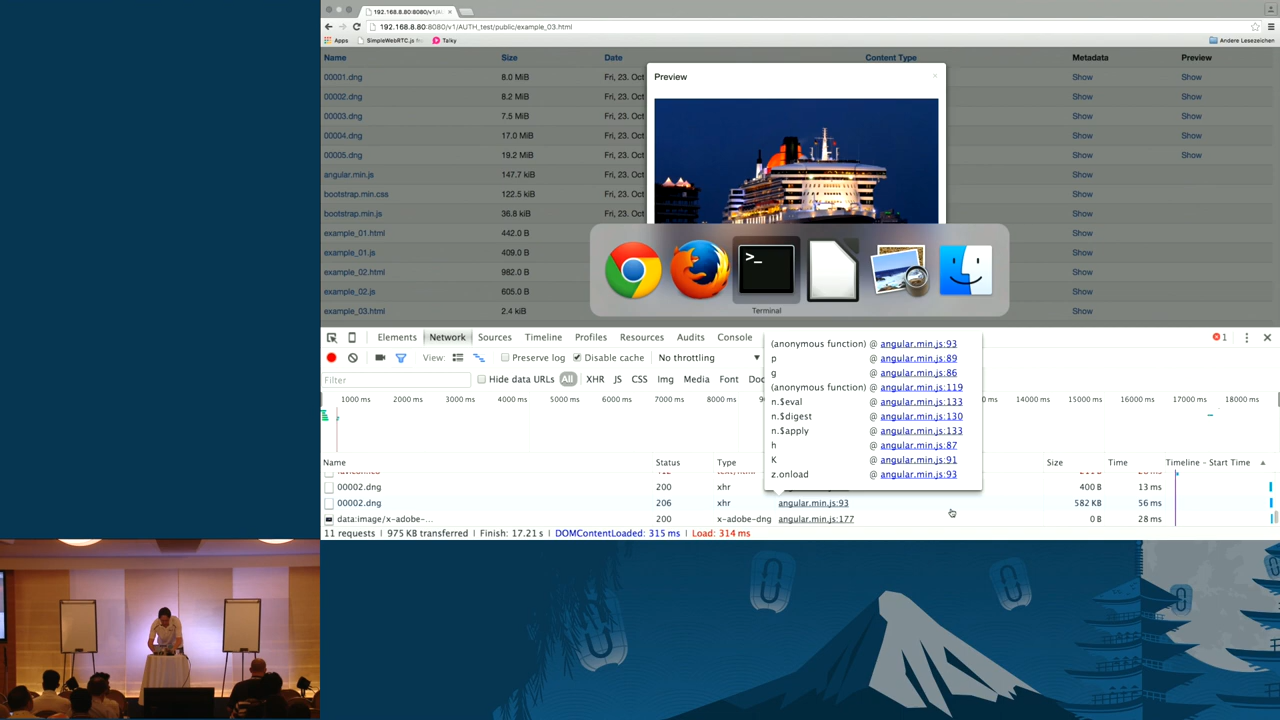 192.168.8.80:8080/v1/AUTH_tes
192.168.8.80:8080/v1/AUTH_test/public/example_03.html
Apps SimpleWebRTC.js fr Talky Andere Lesezeichen
Name Size Date Content Type Metadata Preview
Preview ×
00001.dng 8.0 MiB Fri, 23. Oct Show Show
00002.dng 8.2 MiB Fri, 23. Oct Show Show
00003.dng 7.5 MiB Fri, 23. Oct Show Show
00004.dng 17.0 MiB Fri, 23. Oct Show Show
00005.dng 19.2 MiB Fri, 23. Oct Show Show
angular.min.js 147.7 kiB Fri, 23. Oct Show
bootstrap.min.css 122.5 kiB Fri, 23. Oct Show
bootstrap.min.js 36.8 kiB Fri, 23. Oct Show
example_01.html 442.0 B Show
example_01.js 409.0 B Show
example_02.html 982.0 B Show
example_02.js 605.0 B Show
example_03.html 2.4 kiB Show
>_
Terminal
Elements Network Sources Timeline Profiles Resources Audits Console 1
View: Preserve log Disable cache No throttling
Filter Hide data URLs All XHR JS CSS Img Media Font Doc
1000 ms 2000 ms 3000 ms 4000 ms 5000 ms 6000 ms 7000 ms 8000 ms 14000 ms 15000 ms 16000 ms 17000 ms 18000 ms
(anonymous function) @ angular.min.js:93
p @ angular.min.js:89
g @ angular.min.js:86
(anonymous function) @ angular.min.js:119
n.$eval @ angular.min.js:133
n.$digest @ angular.min.js:130
n.$apply @ angular.min.js:133
h @ angular.min.js:87
K @ angular.min.js:91
z.onload @ angular.min.js:93
Name Status Type Size Time Timeline – Start Time
00002.dng 200 xhr 400 B 13 ms
00002.dng 206 xhr angular.min.js:93 582 KB 56 ms
data:image/x-adobe-... 200 x-adobe-dng angular.min.js:177 0 B 28 ms
11 requests | 975 KB transferred | Finish: 17.21 s | DOMContentLoaded: 315 ms | Load: 314 ms